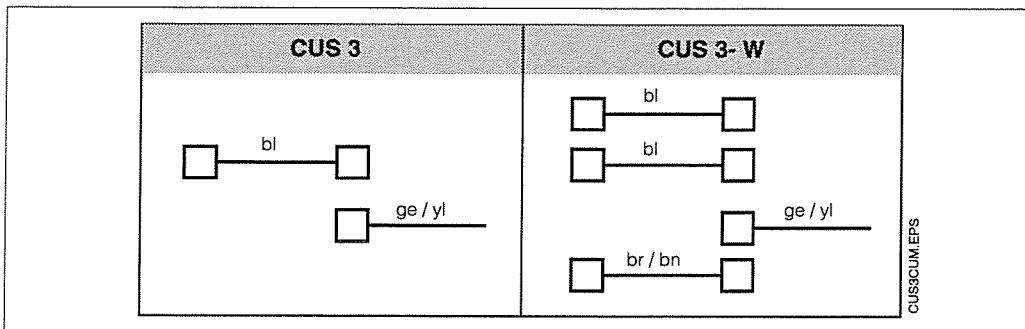 CUS 3
bl
ge / yl
CUS 3- W
bl
bl
ge / yl
br / bn
CUS3CUM.EPS